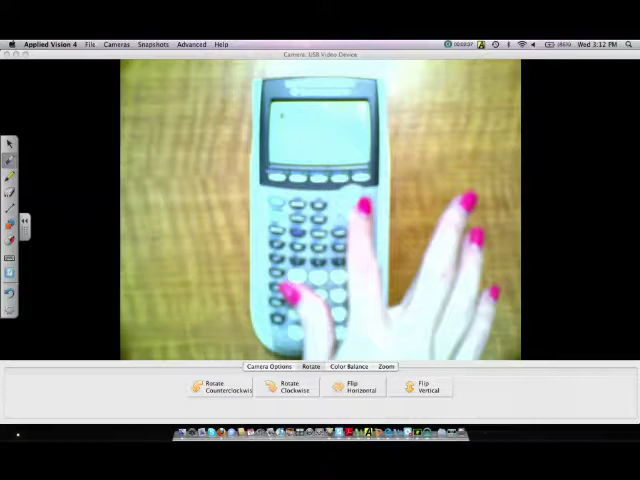 Applied Vision 4 File Cameras Snapshots Advanced Help
Wed 3:12 PM
Camera: USB Video Device
Camera Options Rotate Color Balance Zoom
Rotate Counterclockwis
Rotate Clockwise
Flip Horizontal
Flip Vertical